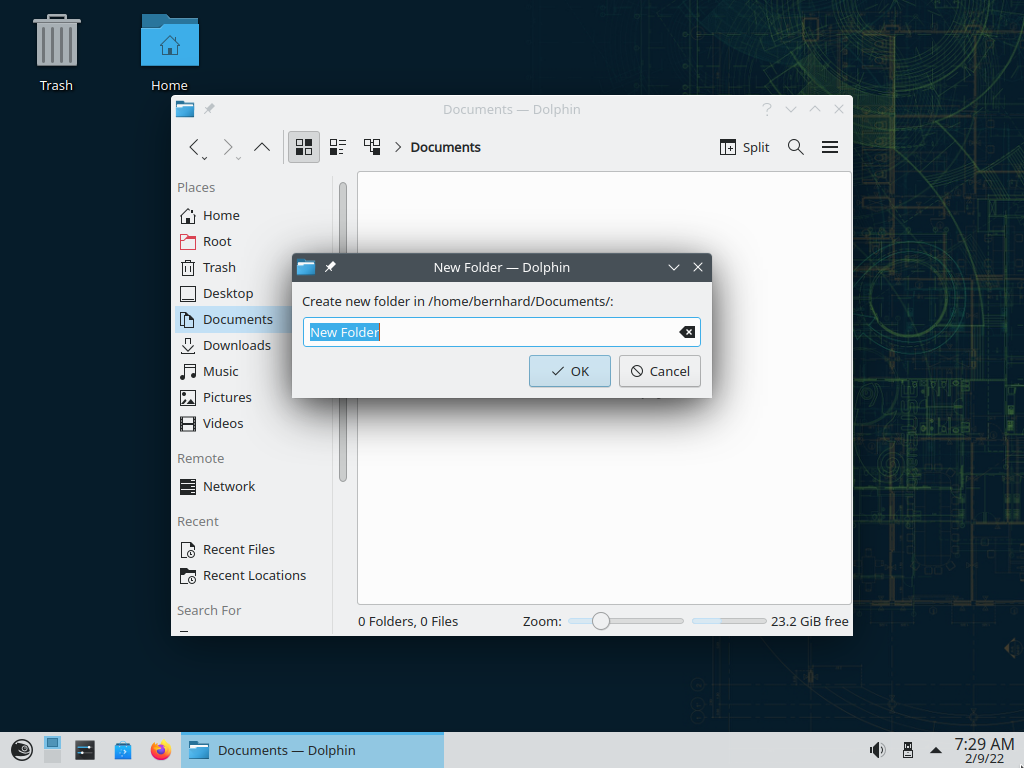 Trash
Home
Documents — Dolphin
Documents
Split
Places
Home
Root
Trash
Desktop
Documents
Downloads
Music
Pictures
Videos
Remote
Network
Recent
Recent Files
Recent Locations
Search For
New Folder — Dolphin
Create new folder in /home/bernhard/Documents/:
New Folder
OK
Cancel
0 Folders, 0 Files
Zoom:
23.2 GiB free
Documents — Dolphin
7:29 AM
2/9/22